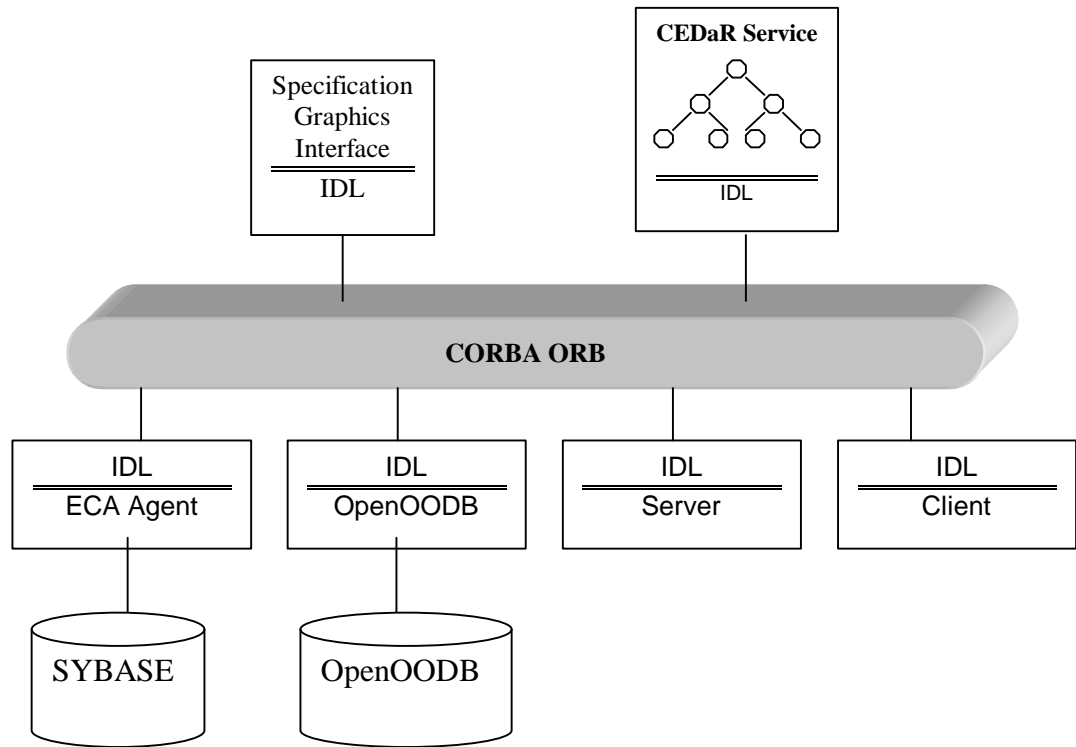 CEDaR Service
IDL
Specification
Graphics
Interface
IDL
CORBA ORB
IDL
ECA Agent
IDL
OpenOODB
IDL
Server
IDL
Client
SYBASE
OpenOODB